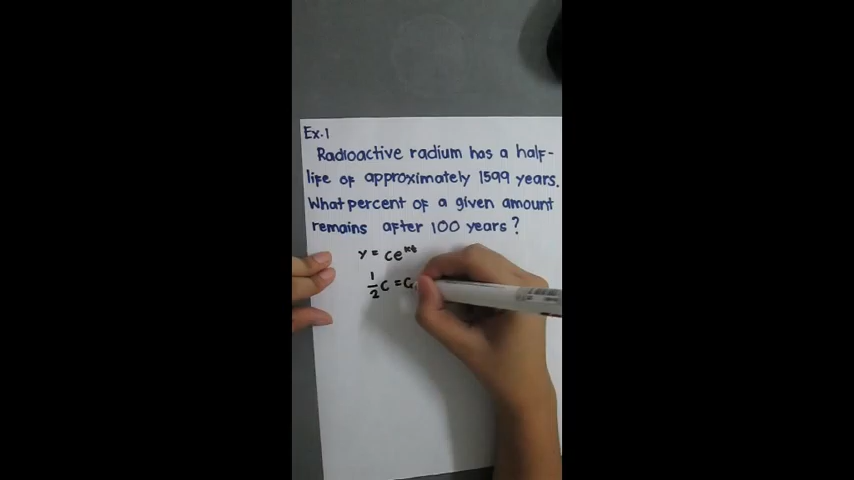 Ex.1
Radioactive radium has a half-
life of approximately 1599 years.
What percent of a given amount
remains after 100 years?
y = ce^kt
1/2 C = C